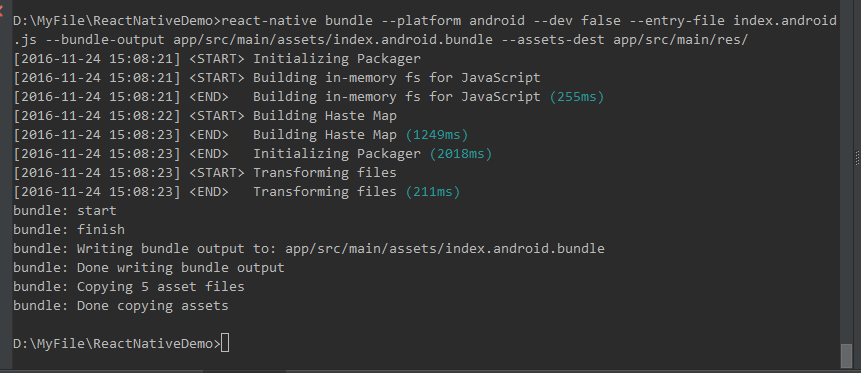 D:\MyFile\ReactNativeDemo>react-native bundle --platform android --dev false --entry-file index.android
.js --bundle-output app/src/main/assets/index.android.bundle --assets-dest app/src/main/res/
[2016-11-24 15:08:21] <START> Initializing Packager
[2016-11-24 15:08:21] <START> Building in-memory fs for JavaScript
[2016-11-24 15:08:21] <END>   Building in-memory fs for JavaScript (255ms)
[2016-11-24 15:08:22] <START> Building Haste Map
[2016-11-24 15:08:23] <END>   Building Haste Map (1249ms)
[2016-11-24 15:08:23] <END>   Initializing Packager (2018ms)
[2016-11-24 15:08:23] <START> Transforming files
[2016-11-24 15:08:23] <END>   Transforming files (211ms)
bundle: start
bundle: finish
bundle: Writing bundle output to: app/src/main/assets/index.android.bundle
bundle: Done writing bundle output
bundle: Copying 5 asset files
bundle: Done copying assets
D:\MyFile\ReactNativeDemo>